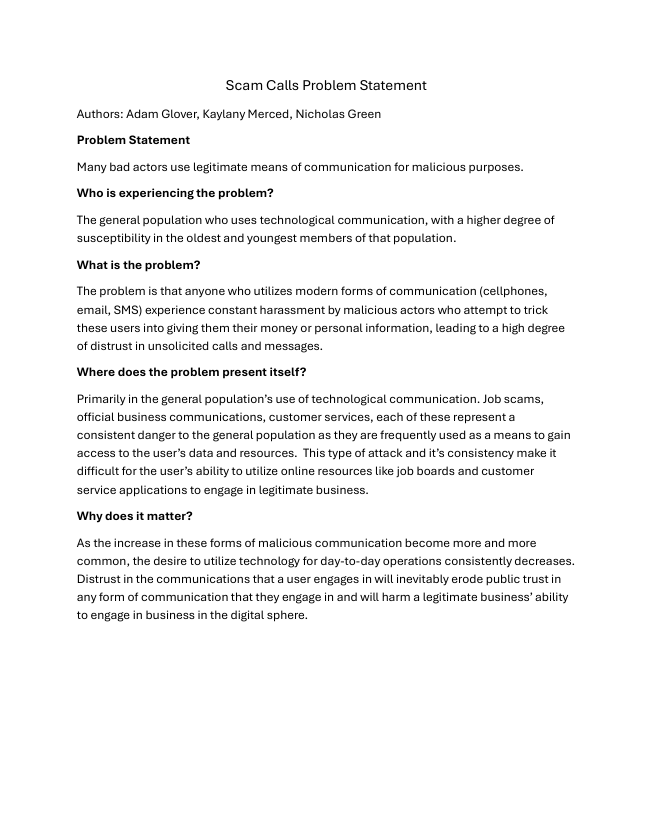 Scam Calls Problem Statement
Authors: Adam Glover, Kaylany Merced, Nicholas Green
Problem Statement
Many bad actors use legitimate means of communication for malicious purposes.
Who is experiencing the problem?
The general population who uses technological communication, with a higher degree of
susceptibility in the oldest and youngest members of that population.
What is the problem?
The problem is that anyone who utilizes modern forms of communication (cellphones,
email, SMS) experience constant harassment by malicious actors who attempt to trick
these users into giving them their money or personal information, leading to a high degree
of distrust in unsolicited calls and messages.
Where does the problem present itself?
Primarily in the general population’s use of technological communication. Job scams,
official business communications, customer services, each of these represent a
consistent danger to the general population as they are frequently used as a means to gain
access to the user’s data and resources.  This type of attack and it’s consistency make it
difficult for the user’s ability to utilize online resources like job boards and customer
service applications to engage in legitimate business.
Why does it matter?
As the increase in these forms of malicious communication become more and more
common, the desire to utilize technology for day-to-day operations consistently decreases.
Distrust in the communications that a user engages in will inevitably erode public trust in
any form of communication that they engage in and will harm a legitimate business’ ability
to engage in business in the digital sphere.